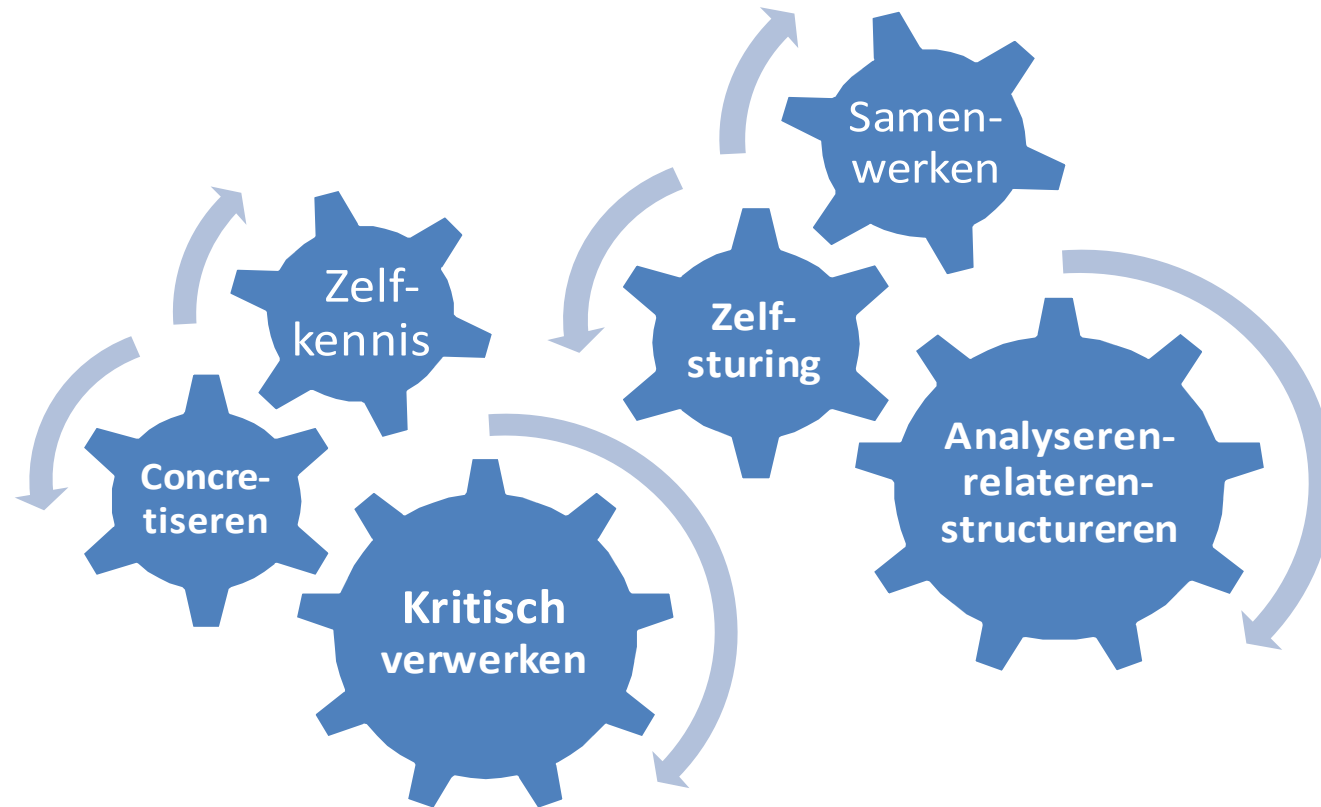 Samen-
werken
Zelf-
kennis
Zelf-
sturing
Analyseren-
relateren-
structureren
Concre-
tiseren
Kritisch
verwerken